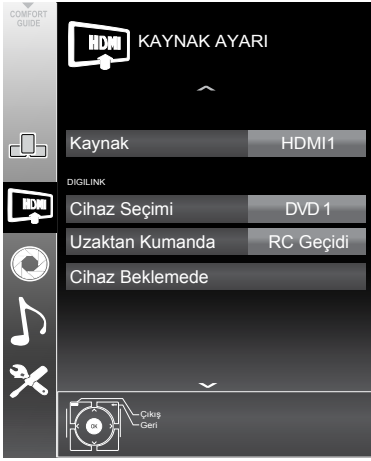 COMFORT
GUIDE
HDMI KAYNAK AYARI
Kaynak HDMI1
DIGILINK
HDMI
Cihaz Seçimi DVD 1
Uzaktan Kumanda RC Geçidi
Cihaz Beklemede
Çıkış
Geri
OK